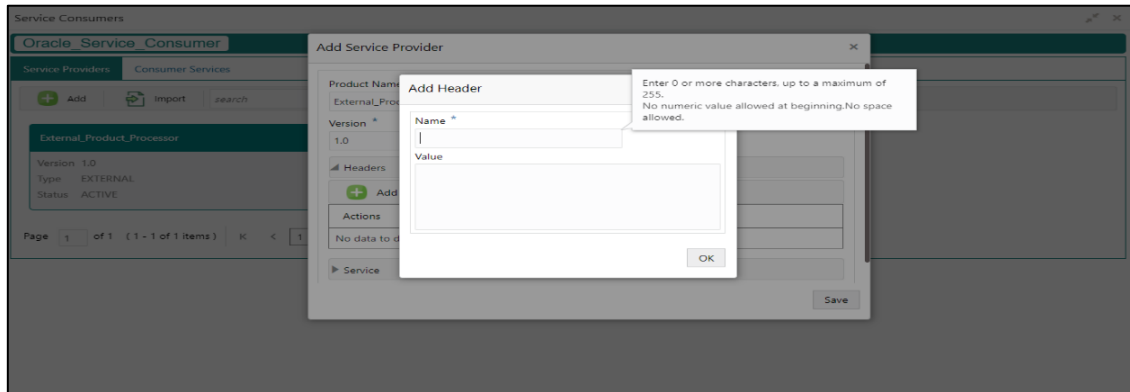 Service Consumers
Oracle_Service_Consumer
Service Providers Consumer Services
Add Import search
External_Product_Processor
Version 1.0
Type EXTERNAL
Status ACTIVE
Page 1 of 1 (1 - 1 of 1 items) K < 1
Add Service Provider
Product Name
External_Proc
Version *
1.0
Headers
Add
Actions
No data to d
Service
Save
Add Header
Name *
Value
OK
Enter 0 or more characters, up to a maximum of
255.
No numeric value allowed at beginning.No space
allowed.